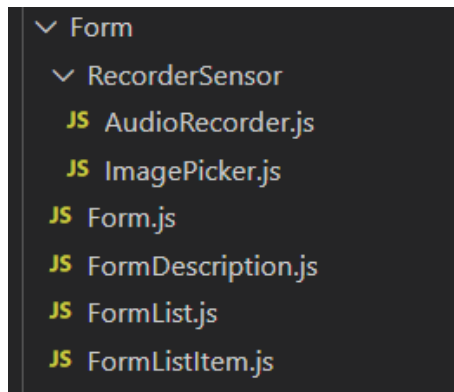 Form
RecorderSensor
JS AudioRecorder.js
JS ImagePicker.js
JS Form.js
JS FormDescription.js
JS FormList.js
JS FormListItem.js